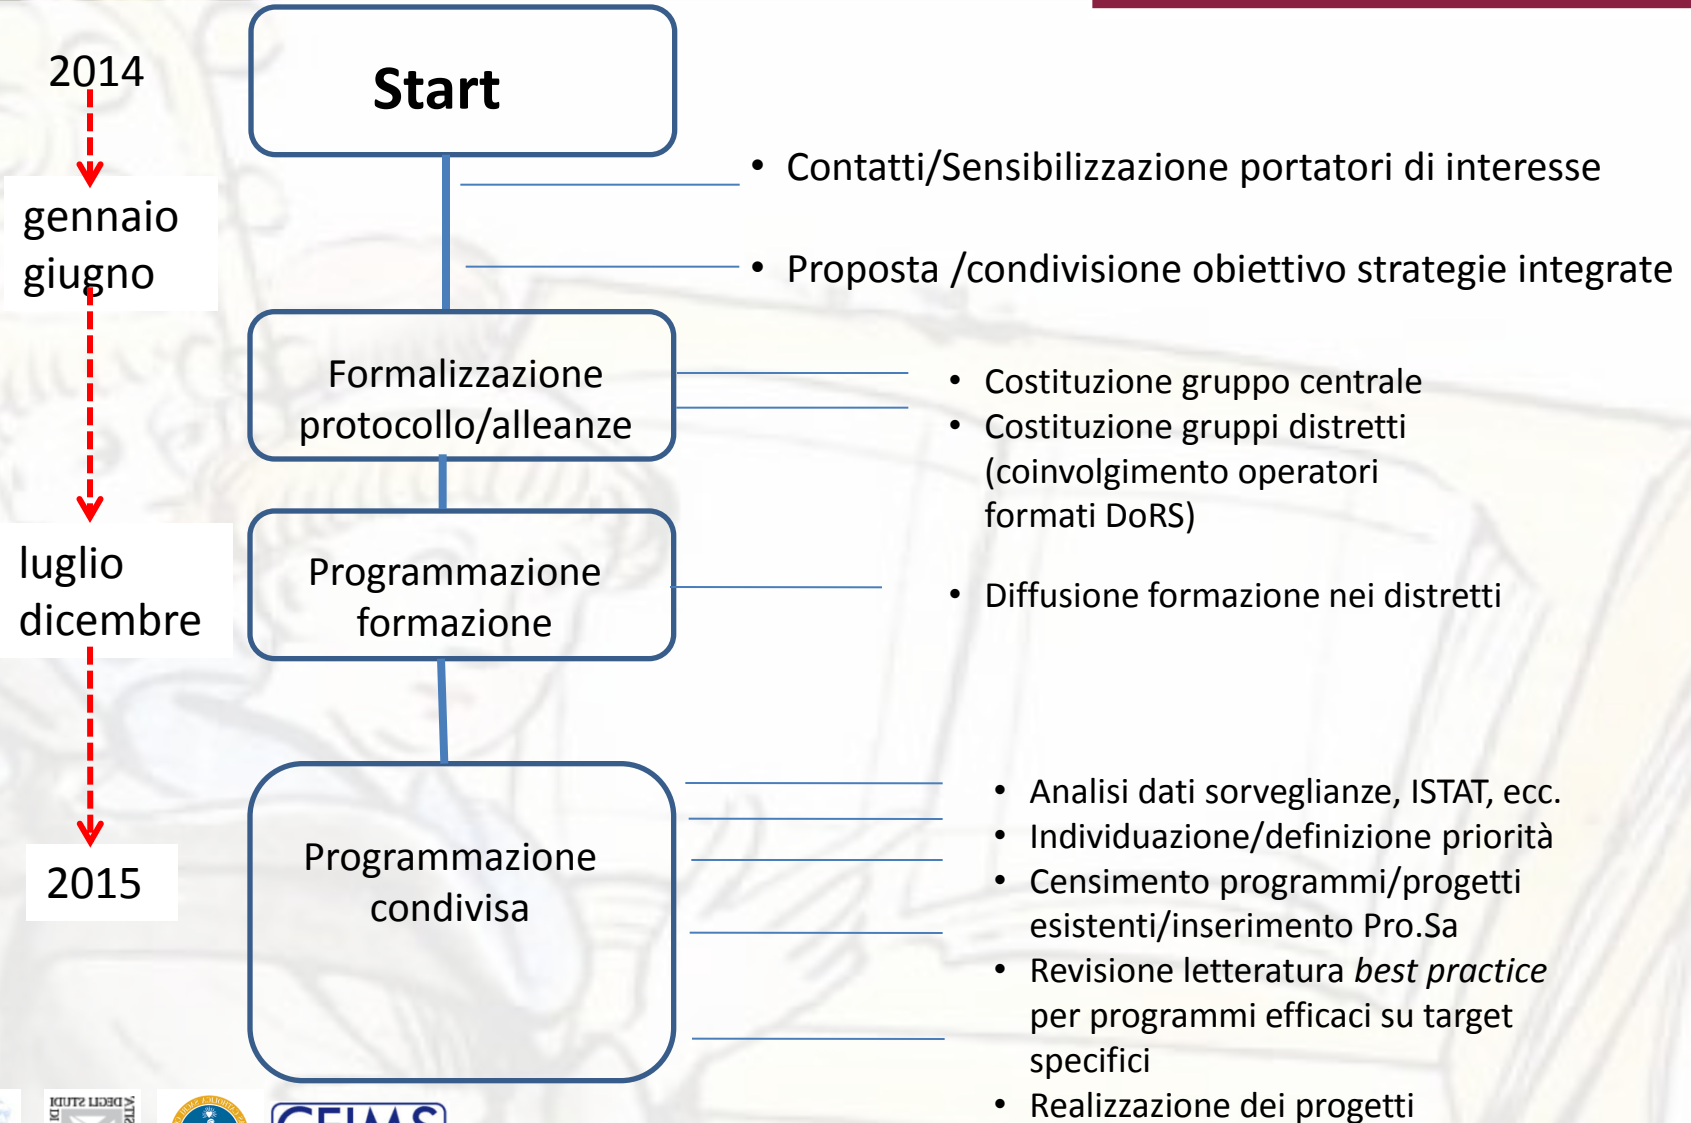 2014
gennaio
giugno
luglio
dicembre
2015
Start
• Contatti/Sensibilizzazione portatori di interesse
• Proposta /condivisione obiettivo strategie integrate
Formalizzazione
protocollo/alleanze
• Costituzione gruppo centrale
• Costituzione gruppi distretti
(coinvolgimento operatori
formati DoRS)
Programmazione
formazione
• Diffusione formazione nei distretti
Programmazione
condivisa
• Analisi dati sorveglianze, ISTAT, ecc.
• Individuazione/definizione priorità
• Censimento programmi/progetti
esistenti/inserimento Pro.Sa
• Revisione letteratura best practice
per programmi efficaci su target
specifici
• Realizzazione dei progetti
DEGLI STUDI